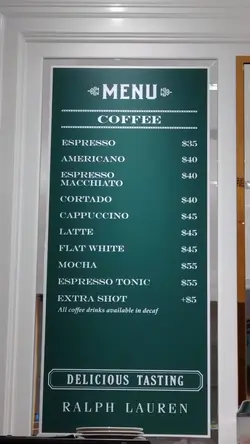 MENU
COFFEE
ESPRESSO $35
AMERICANO $40
ESPRESSO $40
MACCHIATO
CORTADO $40
CAPPUCCINO $45
LATTE $45
FLAT WHITE $45
MOCHA $55
ESPRESSO TONIC $55
EXTRA SHOT +$5
All coffee drinks available in decaf
DELICIOUS TASTING
RALPH LAUREN